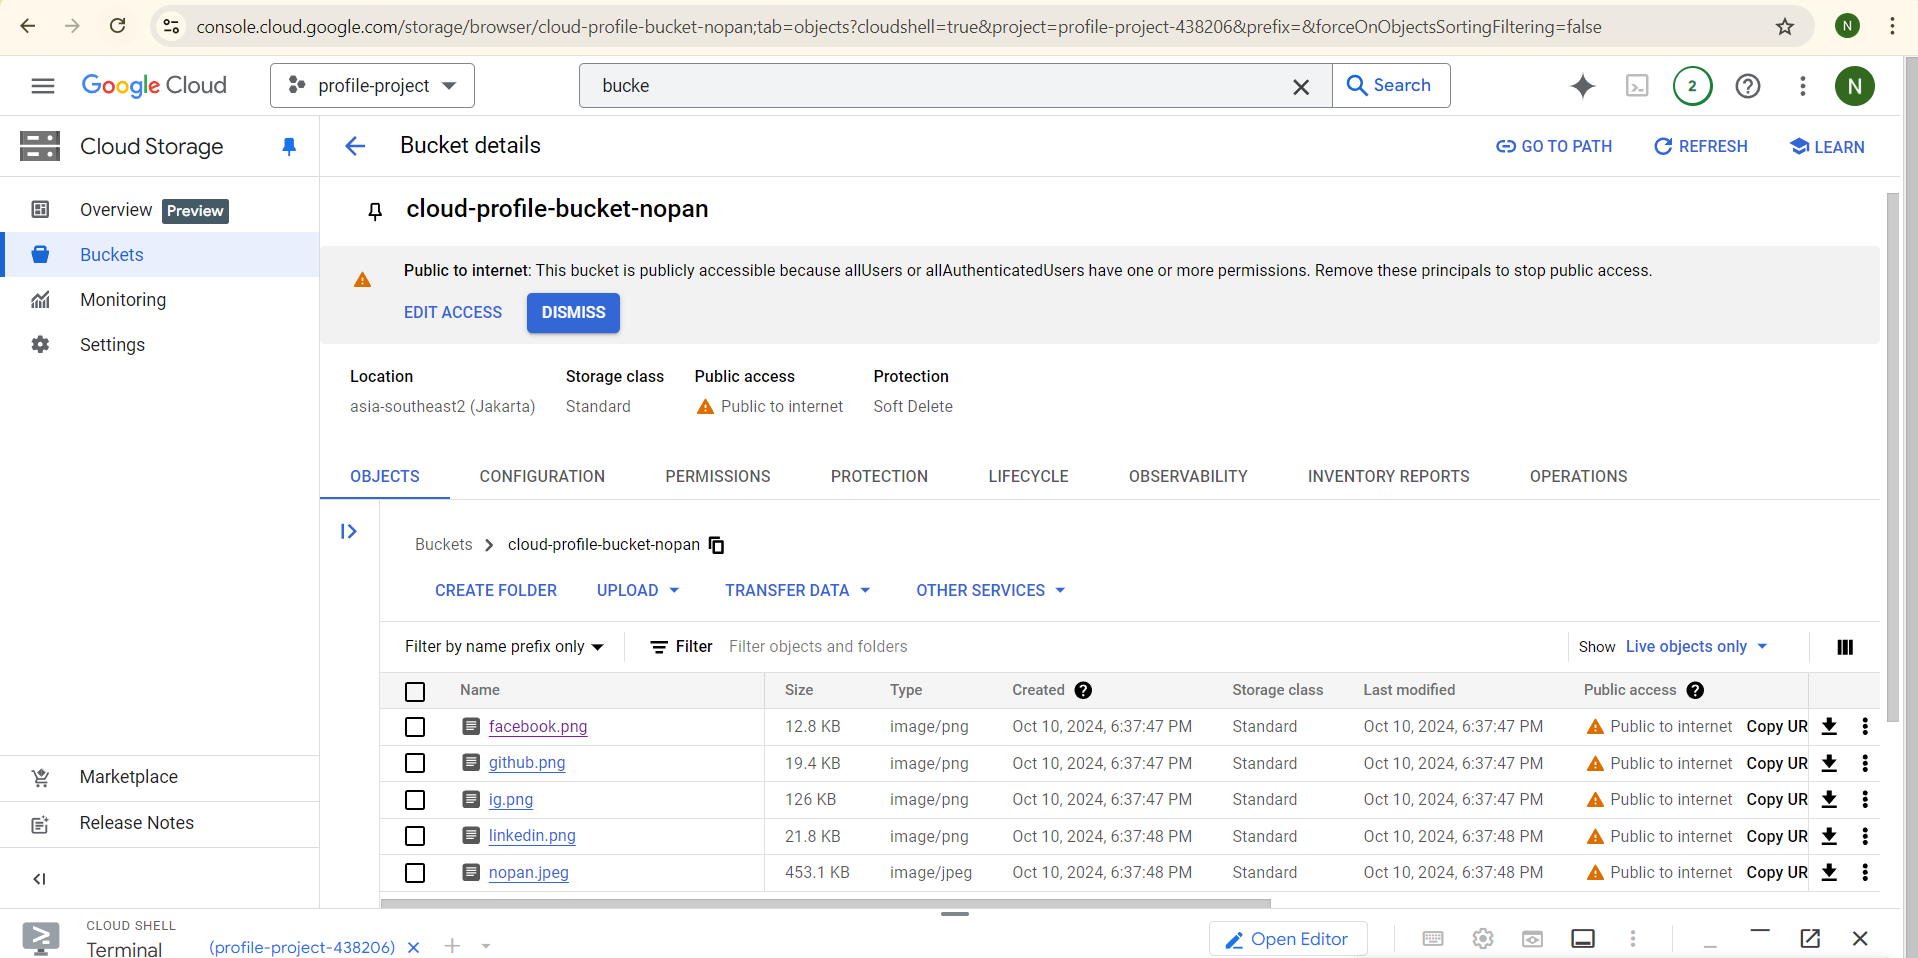 console.cloud.google.com/storage/browser/cloud-profile-bucket-nopan;tab=objects?cloudshell=true&project=profile-project-438206&prefix=&forceOnObjectsSortingFiltering=false
N
Google Cloud
profile-project
bucke
Search
2
N
Cloud Storage
Bucket details
GO TO PATH
REFRESH
LEARN
Overview Preview
Buckets
Monitoring
Settings
Marketplace
Release Notes
cloud-profile-bucket-nopan
Public to internet: This bucket is publicly accessible because allUsers or allAuthenticatedUsers have one or more permissions. Remove these principals to stop public access.
EDIT ACCESS DISMISS
Location Storage class Public access Protection
asia-southeast2 (Jakarta) Standard Public to internet Soft Delete
OBJECTS CONFIGURATION PERMISSIONS PROTECTION LIFECYCLE OBSERVABILITY INVENTORY REPORTS OPERATIONS
Buckets cloud-profile-bucket-nopan
CREATE FOLDER UPLOAD TRANSFER DATA OTHER SERVICES
Filter by name prefix only Filter Filter objects and folders Show Live objects only
Name Size Type Created Storage class Last modified Public access
facebook.png 12.8 KB image/png Oct 10, 2024, 6:37:47 PM Standard Oct 10, 2024, 6:37:47 PM Public to internet Copy UR
github.png 19.4 KB image/png Oct 10, 2024, 6:37:47 PM Standard Oct 10, 2024, 6:37:47 PM Public to internet Copy UR
ig.png 126 KB image/png Oct 10, 2024, 6:37:47 PM Standard Oct 10, 2024, 6:37:47 PM Public to internet Copy UR
linkedin.png 21.8 KB image/png Oct 10, 2024, 6:37:48 PM Standard Oct 10, 2024, 6:37:48 PM Public to internet Copy UR
nopan.jpeg 453.1 KB image/jpeg Oct 10, 2024, 6:37:48 PM Standard Oct 10, 2024, 6:37:48 PM Public to internet Copy UR
CLOUD SHELL
Terminal (profile-project-438206) Open Editor